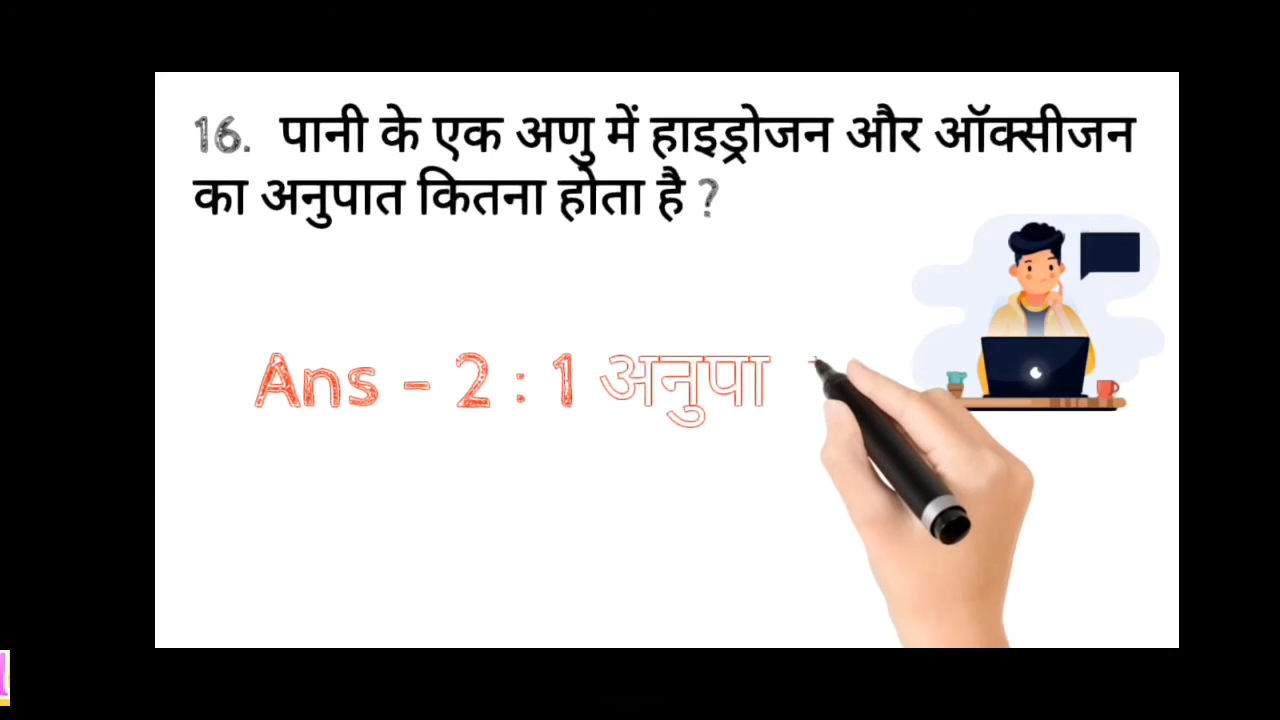 16. पानी के एक अणु में हाइड्रोजन और ऑक्सीजन
का अनुपात कितना होता है ?
Ans - 2 : 1 अनुपा